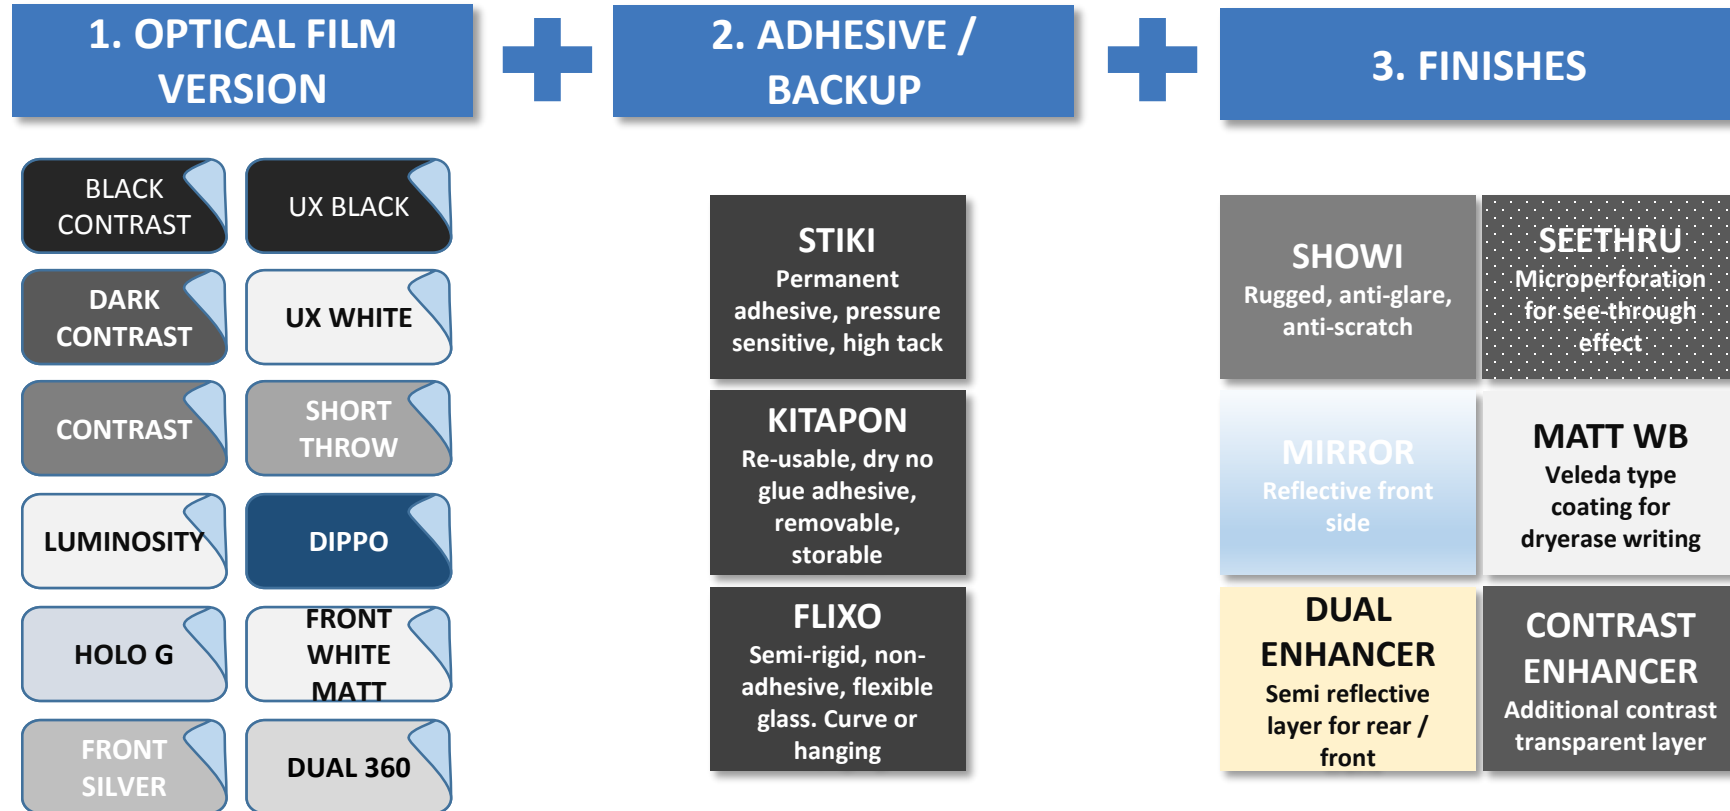 1. OPTICAL FILM
VERSION
2. ADHESIVE /
BACKUP
3. FINISHES
BLACK
CONTRAST
UX BLACK
DARK
CONTRAST
UX WHITE
CONTRAST
SHORT
THROW
LUMINOSITY
DIPPO
HOLO G
FRONT
WHITE
MATT
FRONT
SILVER
DUAL 360
STIKI
Permanent
adhesive, pressure
sensitive, high tack
KITAPON
Re-usable, dry no
glue adhesive,
removable,
storable
FLIXO
Semi-rigid, non-
adhesive, flexible
glass. Curve or
hanging
SHOWI
Rugged, anti-glare,
anti-scratch
SEETHRU
Microperforation
for see-through
effect
MIRROR
Reflective front
side
MATT WB
Veleda type
coating for
dryerase writing
DUAL
ENHANCER
Semi reflective
layer for rear /
front
CONTRAST
ENHANCER
Additional contrast
transparent layer